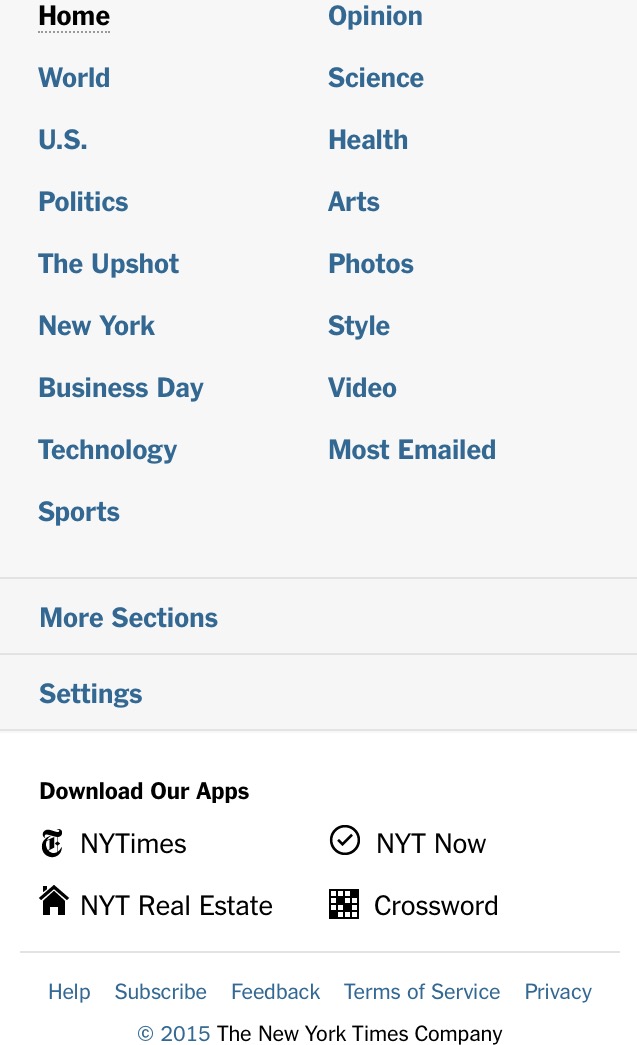 Home
Opinion
World
Science
U.S.
Health
Politics
Arts
The Upshot
Photos
New York
Style
Business Day
Video
Technology
Most Emailed
Sports
More Sections
Settings
Download Our Apps
NYTimes
NYT Now
NYT Real Estate
Crossword
Help Subscribe Feedback Terms of Service Privacy
© 2015 The New York Times Company